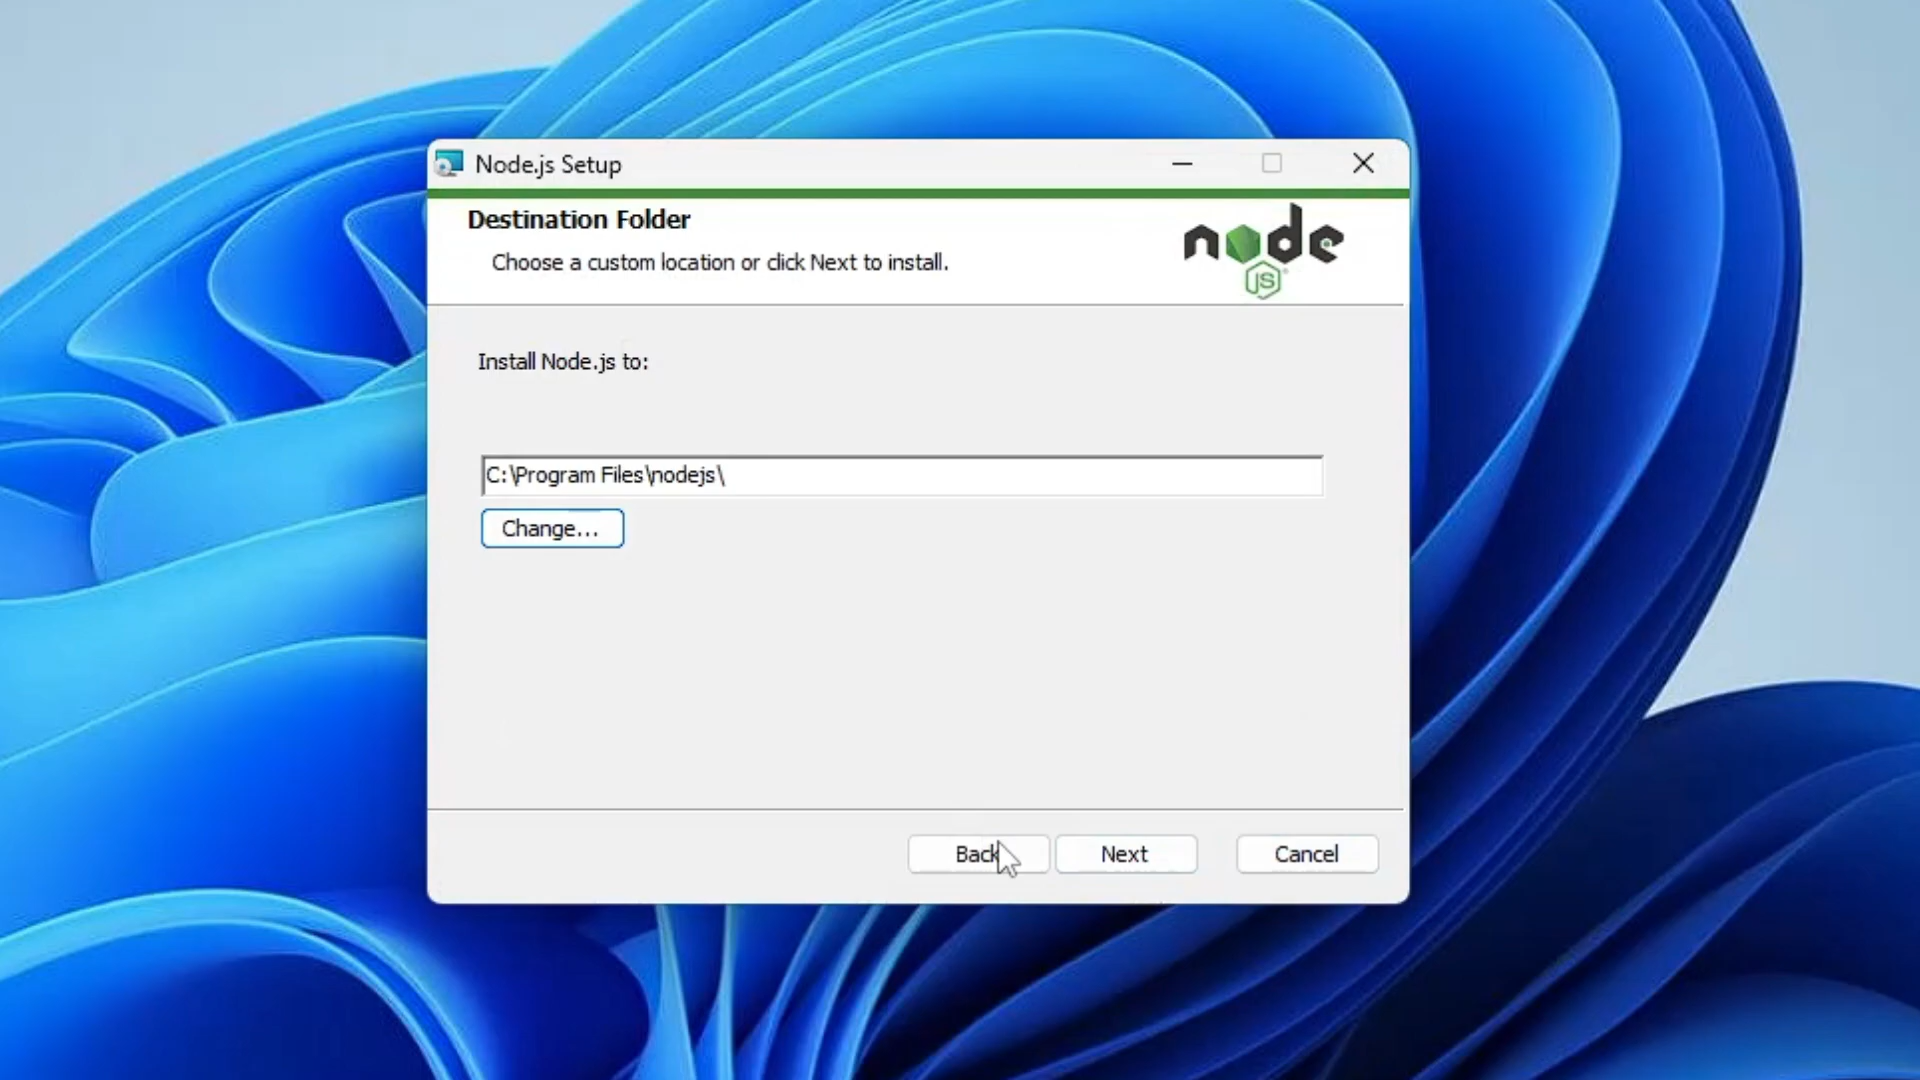 Node.js Setup
Destination Folder
Choose a custom location or click Next to install.
node
JS
Install Node.js to:
C:\Program Files\nodejs\
Change...
Back
Next
Cancel